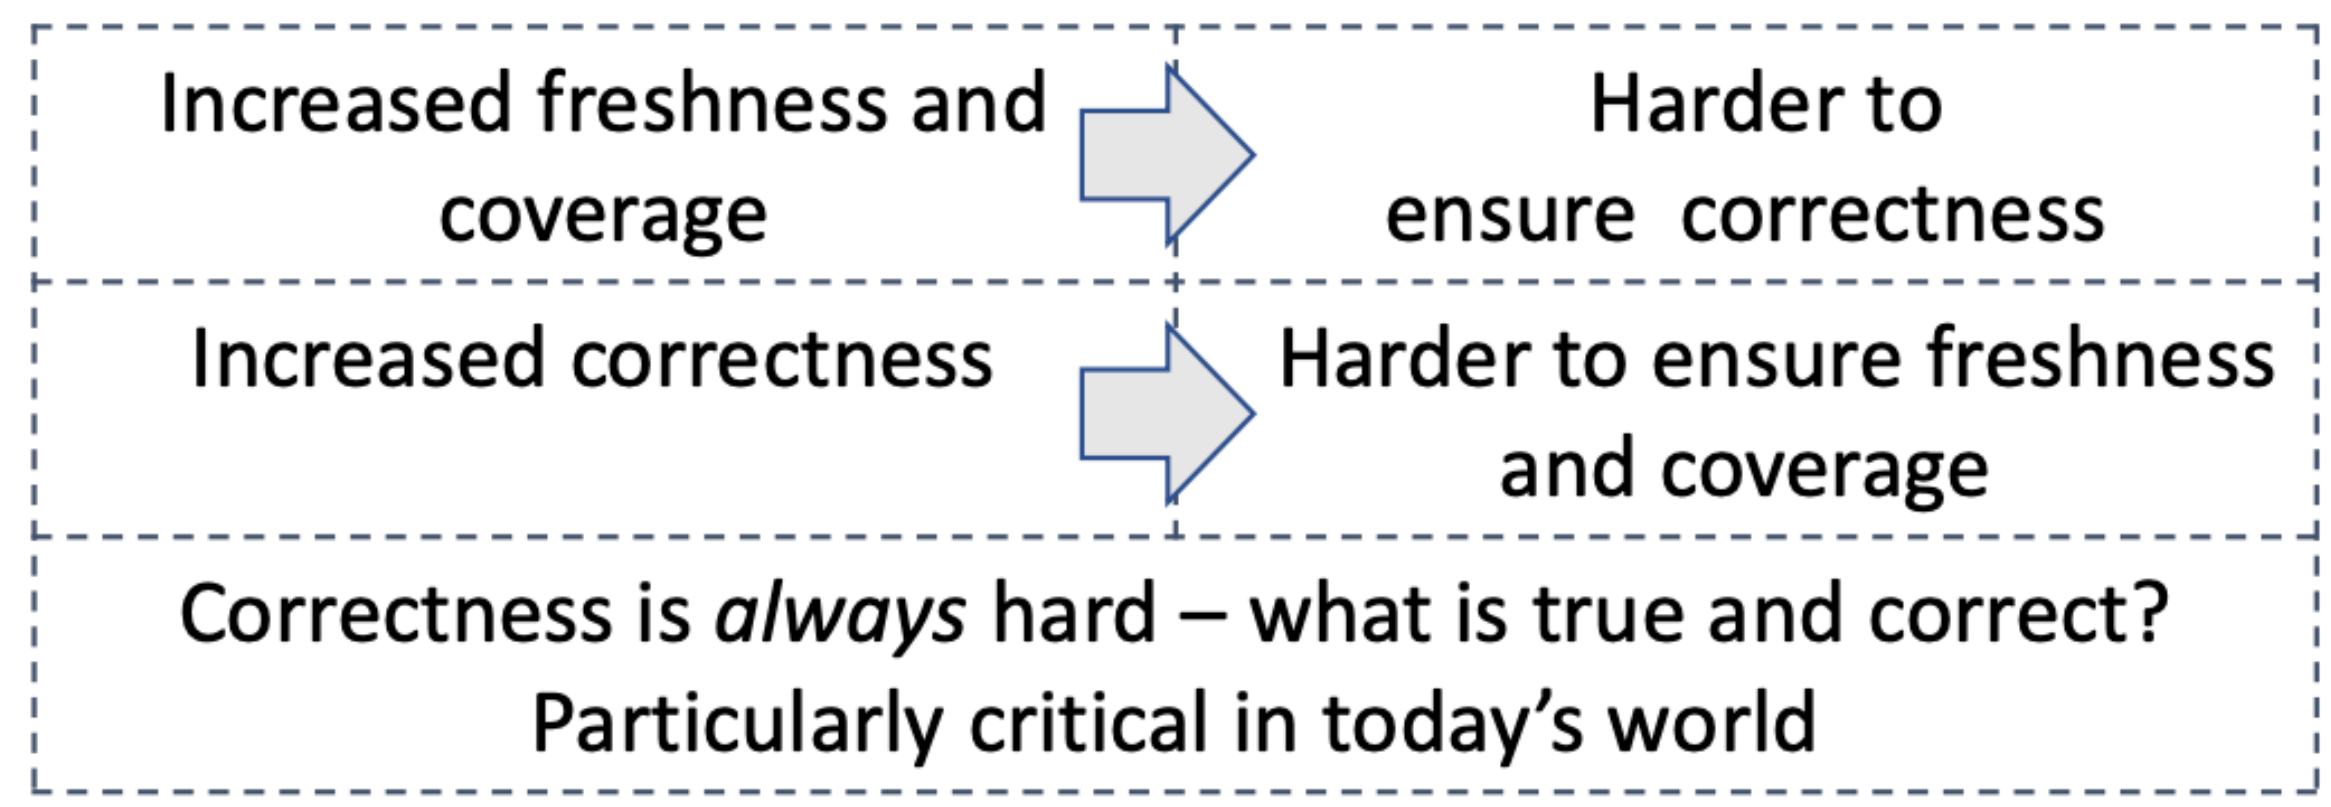 Increased freshness and
coverage
Harder to
ensure  correctness
Increased correctness
Harder to ensure freshness
and coverage
Correctness is always hard – what is true and correct?
Particularly critical in today’s world